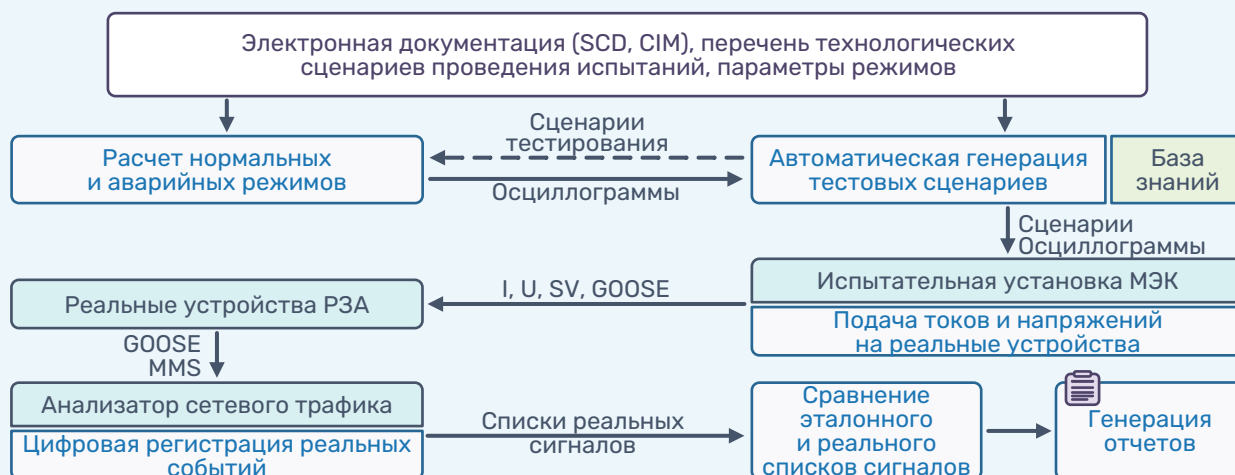 Электронная документация (SCD, CIM), перечень технологических
сценариев проведения испытаний, параметры режимов
Расчет нормальных
и аварийных режимов
Сценарии
тестирования
Осциллограммы
Автоматическая генерация
тестовых сценариев
База
знаний
Сценарии
Осциллограммы
Реальные устройства РЗА
I, U, SV, GOOSE
Испытательная установка МЭК
Подача токов и напряжений
на реальные устройства
GOOSE
MMS
Анализатор сетевого трафика
Цифровая регистрация реальных
событий
Списки реальных
сигналов
Сравнение
эталонного
и реального
списков сигналов
Генерация
отчетов